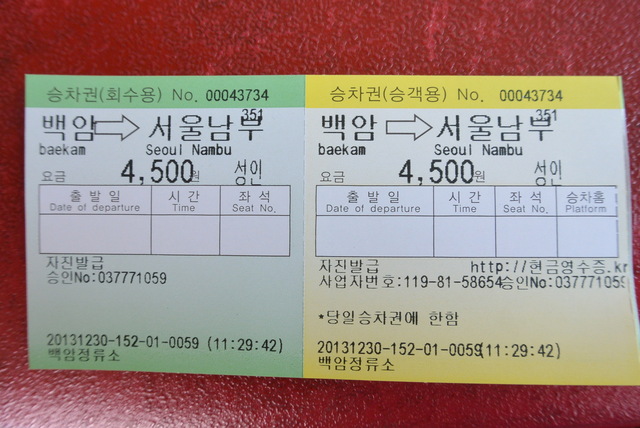 승차권(회수용) No. 00043734
351
백암 서울남부
baekam Seoul Nambu
요금 4,500원 성인
출발일 시간 좌석
Date of departure Time Seat No.
자진발급
승인No:037771059
20131230-152-01-0059 (11:29:42)
백암정류소
승차권(승객용) No. 00043734
351
백암 서울남부
baekam Seoul Nambu
요금 4,500원 성인
출발일 시간 좌석 승차홈
Date of departure Time Seat No. Platform
자진발급 http://현금영수증.kr
사업자번호:119-81-58654승인No:037771059
*당일승차권에 한함
20131230-152-01-0059(11:29:42)
백암정류소